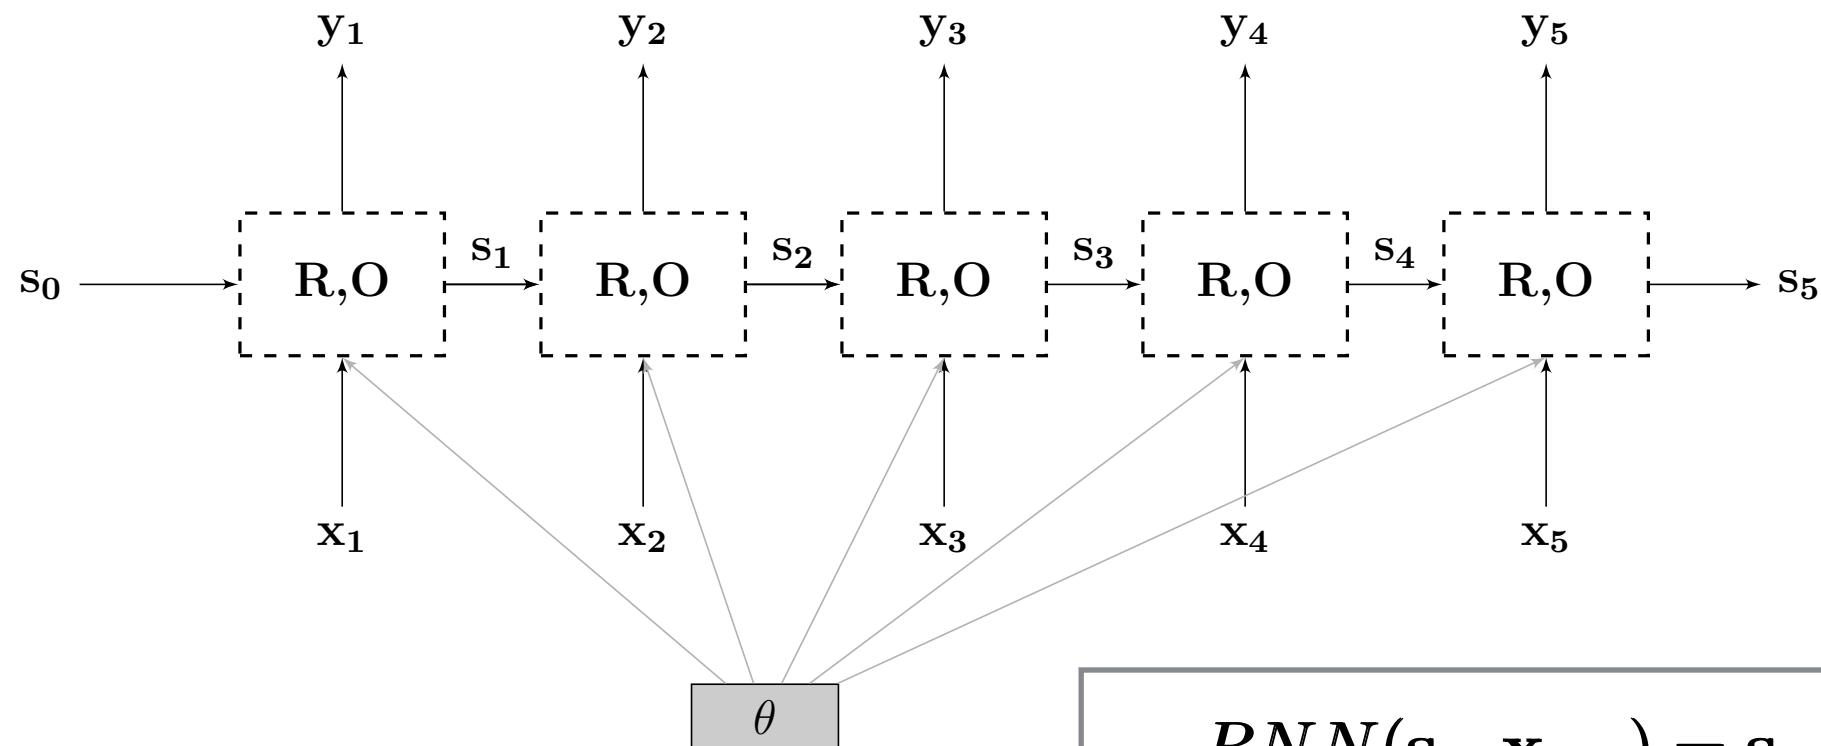 y₁ y₂ y₃ y₄ y₅
s₁ s₂ s₃ s₄
s₀ R,O R,O R,O R,O R,O s₅
x₁ x₂ x₃ x₄ x₅
θ